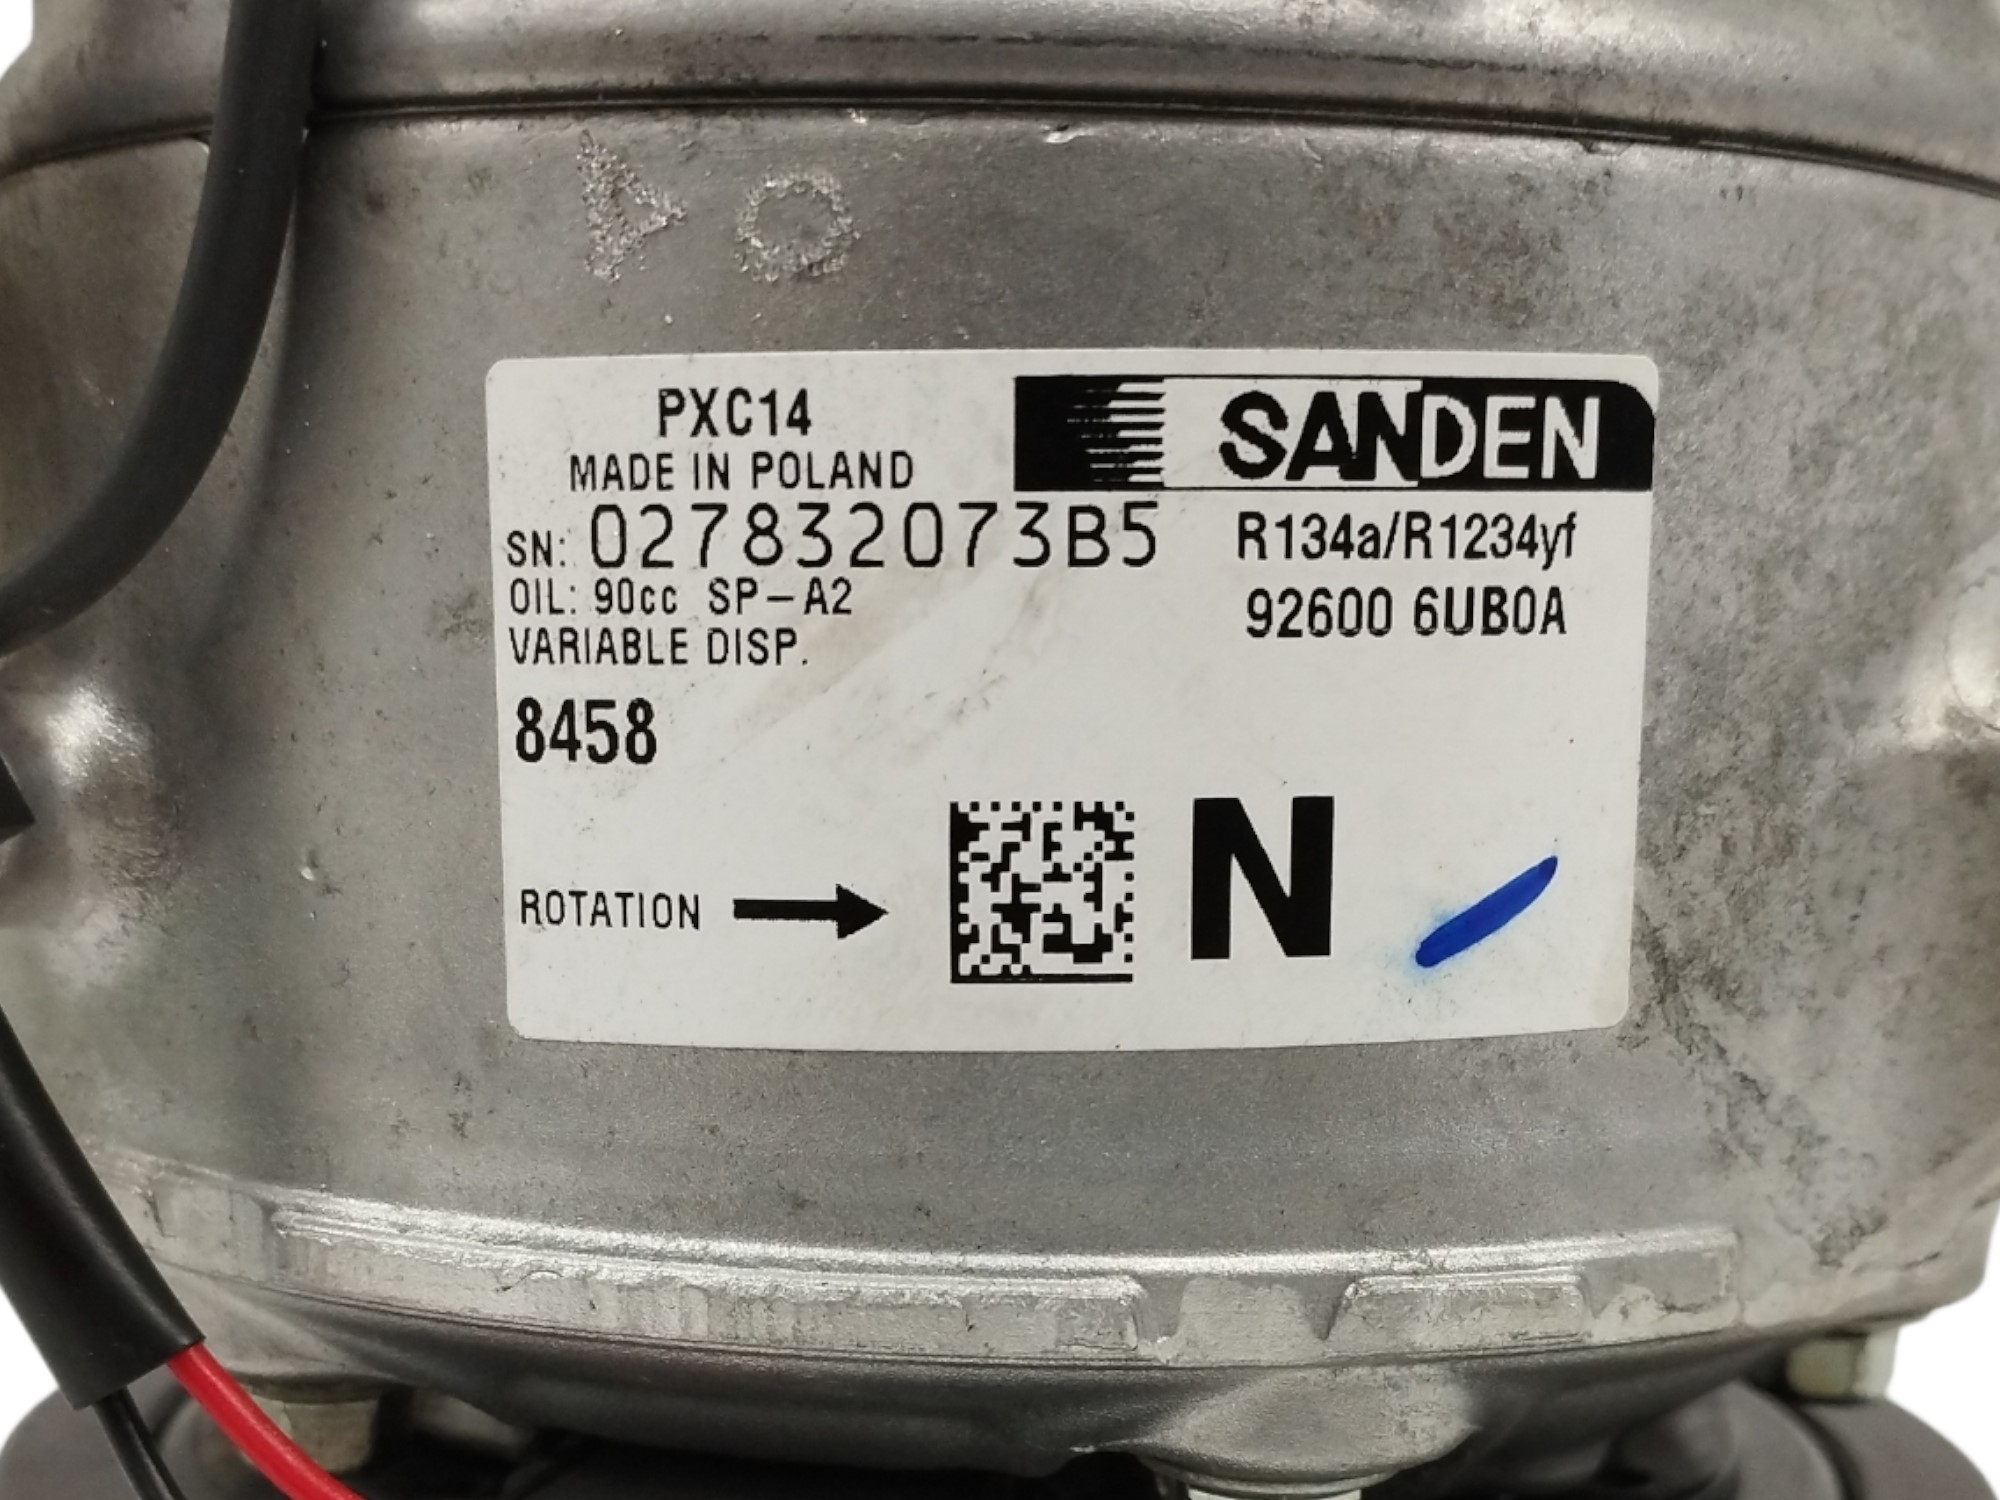 PXC14
SANDEN
MADE IN POLAND
SN: 027832073B5
R134a/R1234yf
OIL: 90cc SP-A2
92600 6UB0A
VARIABLE DISP.
8458
ROTATION
N